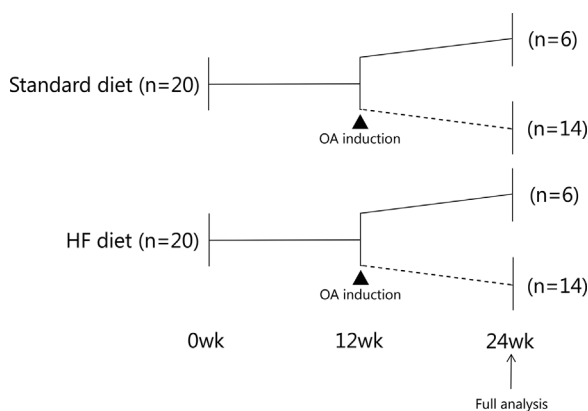 (n=6)
Standard diet (n=20)
(n=14)
OA induction
(n=6)
HF diet (n=20)
(n=14)
OA induction
0wk 12wk 24wk
Full analysis